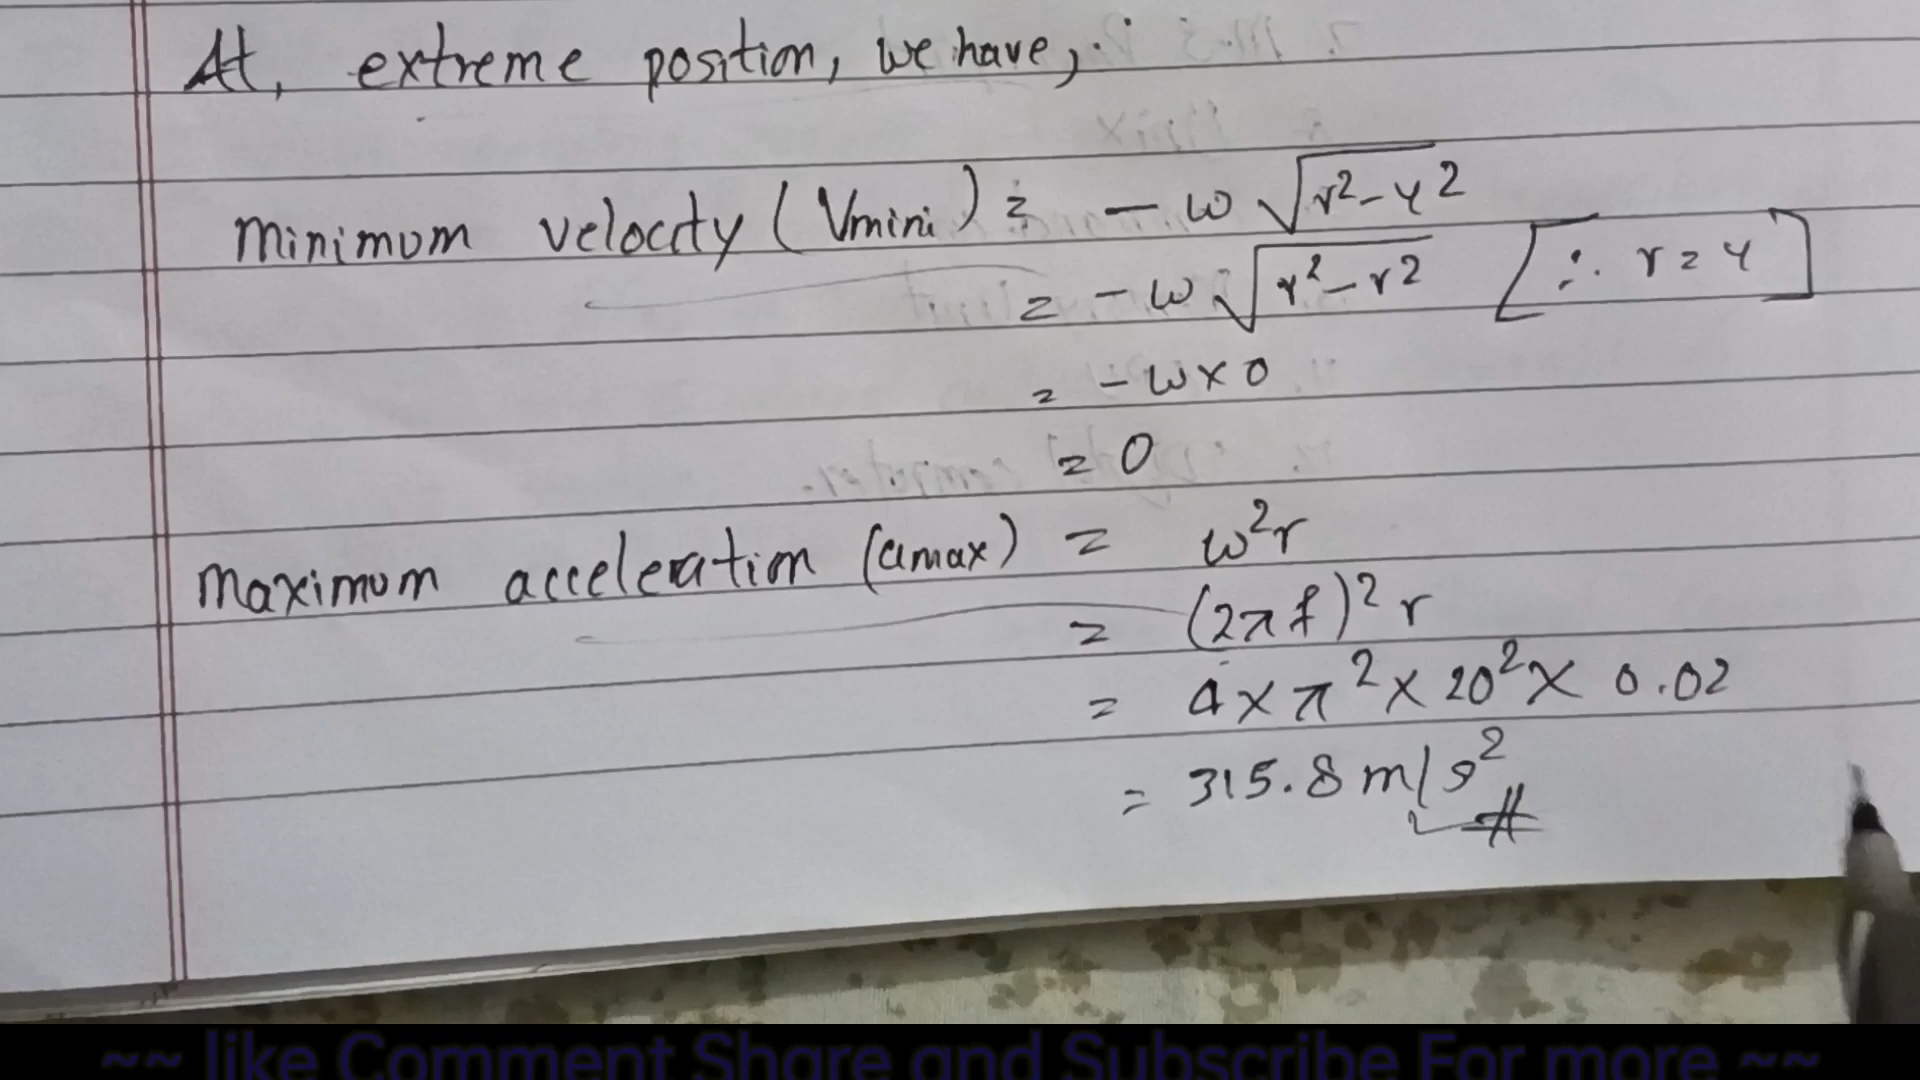 At, extreme position, we have,
minimum velocity (Vmini) = - ω √r² - y²
= - ω √r² - r² [∴ r = y]
= - ω × 0
= 0
Maximum acceleration (amax) = ω²r
= (2πf)² r
= 4 × π² × 20² × 0.02
= 315.8 m/s² #
~~ like Comment Share and Subscribe For more ~~